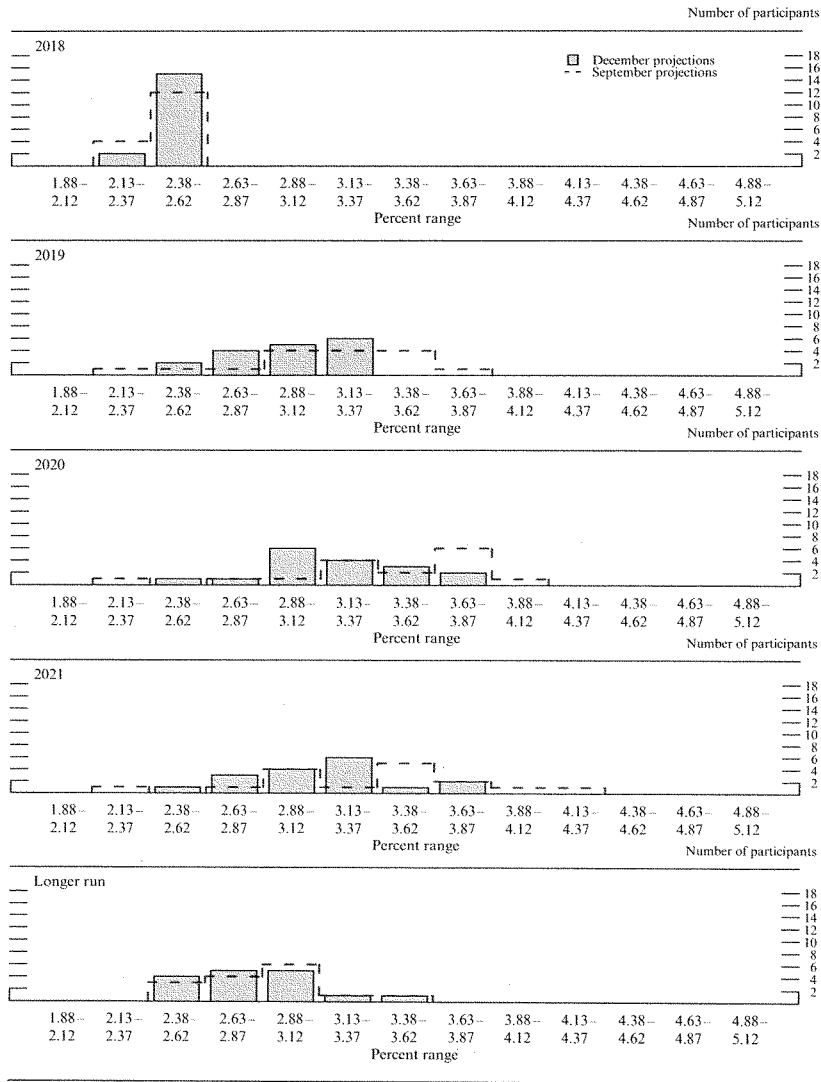 Number of participants
2018
December projections
September projections
18
16
14
12
10
8
6
4
2
1.88– 2.13– 2.38– 2.63– 2.88– 3.13– 3.38– 3.63– 3.88– 4.13– 4.38– 4.63– 4.88–
2.12 2.37 2.62 2.87 3.12 3.37 3.62 3.87 4.12 4.37 4.62 4.87 5.12
Percent range
Number of participants
2019
18
16
14
12
10
8
6
4
2
1.88– 2.13– 2.38– 2.63– 2.88– 3.13– 3.38– 3.63– 3.88– 4.13– 4.38– 4.63– 4.88–
2.12 2.37 2.62 2.87 3.12 3.37 3.62 3.87 4.12 4.37 4.62 4.87 5.12
Percent range
Number of participants
2020
18
16
14
12
10
8
6
4
2
1.88– 2.13– 2.38– 2.63– 2.88– 3.13– 3.38– 3.63– 3.88– 4.13– 4.38– 4.63– 4.88–
2.12 2.37 2.62 2.87 3.12 3.37 3.62 3.87 4.12 4.37 4.62 4.87 5.12
Percent range
Number of participants
2021
18
16
14
12
10
8
6
4
2
1.88– 2.13– 2.38– 2.63– 2.88– 3.13– 3.38– 3.63– 3.88– 4.13– 4.38– 4.63– 4.88–
2.12 2.37 2.62 2.87 3.12 3.37 3.62 3.87 4.12 4.37 4.62 4.87 5.12
Percent range
Number of participants
Longer run
18
16
14
12
10
8
6
4
2
1.88– 2.13– 2.38– 2.63– 2.88– 3.13– 3.38– 3.63– 3.88– 4.13– 4.38– 4.63– 4.88–
2.12 2.37 2.62 2.87 3.12 3.37 3.62 3.87 4.12 4.37 4.62 4.87 5.12
Percent range